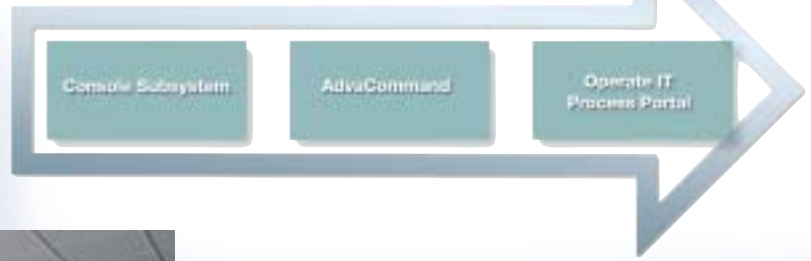 Console Subsystem
AdvaCommand
Operate IT
Process Portal